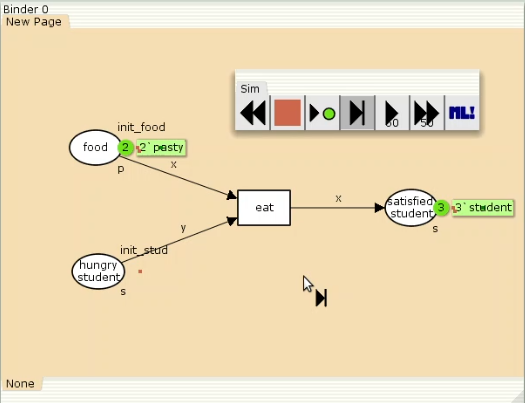 Binder 0
New Page
Sim
60
50
ML!
init_food
food
2
2`pasty
p
x
eat
x
satisfied
student
3
3`student
s
y
init_stud
hungry
student
s
None